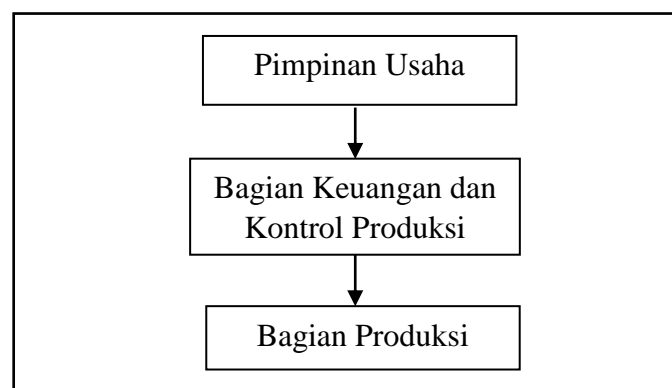 Pimpinan Usaha
Bagian Keuangan dan
Kontrol Produksi
Bagian Produksi